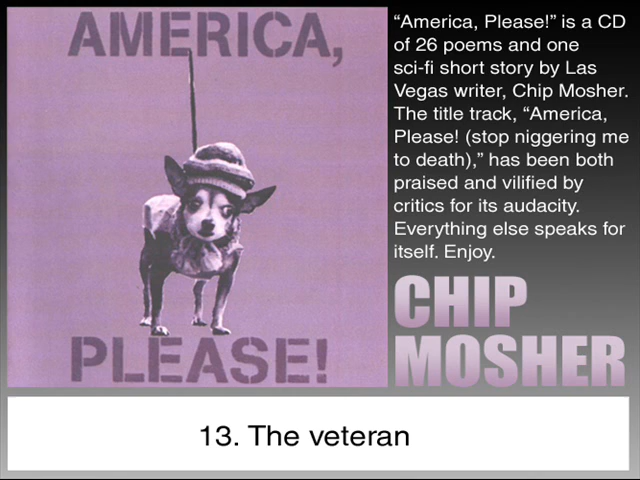 AMERICA,
PLEASE!
“America, Please!” is a CD
of 26 poems and one
sci-fi short story by Las
Vegas writer, Chip Mosher.
The title track, “America,
Please! (stop niggering me
to death),” has been both
praised and vilified by
critics for its audacity.
Everything else speaks for
itself. Enjoy.
CHIP
MOSHER
13. The veteran